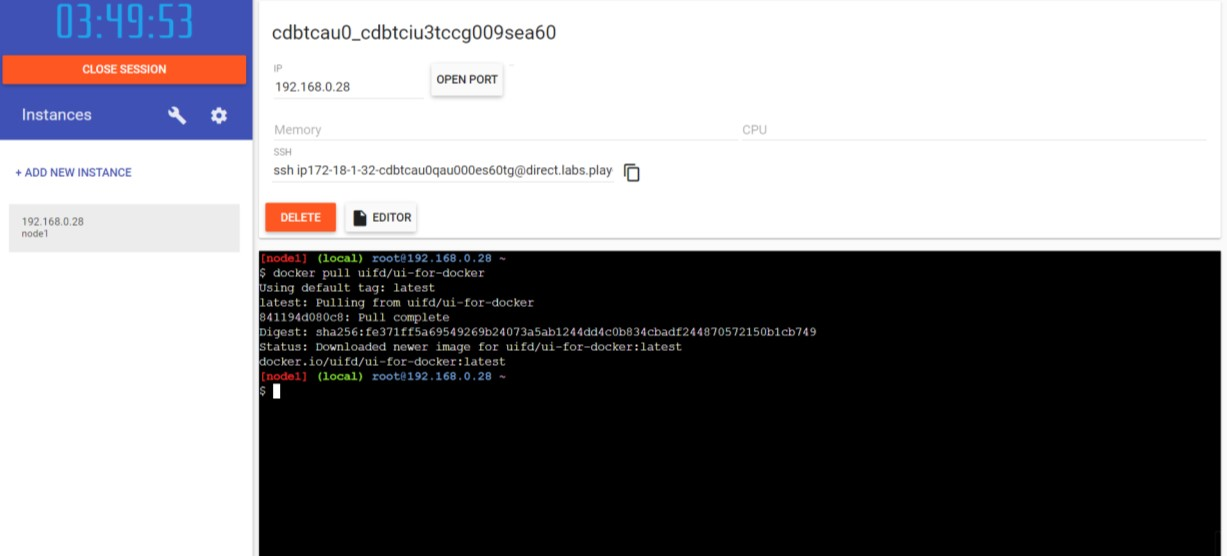 03:49:53
CLOSE SESSION
Instances
+ ADD NEW INSTANCE
192.168.0.28
node1
cdbtcau0_cdbtciu3tccg009sea60
IP
192.168.0.28
OPEN PORT
Memory
CPU
SSH
ssh ip172-18-1-32-cdbtcau0qau000es60tg@direct.labs.play
DELETE
EDITOR
[node1] (local) root@192.168.0.28 ~
$ docker pull uifd/ui-for-docker
Using default tag: latest
latest: Pulling from uifd/ui-for-docker
841194d080c8: Pull complete
Digest: sha256:fe371ff5a69549269b24073a5ab1244dd4c0b834cbadf244870572150b1cb749
Status: Downloaded newer image for uifd/ui-for-docker:latest
docker.io/uifd/ui-for-docker:latest
[node1] (local) root@192.168.0.28 ~
$